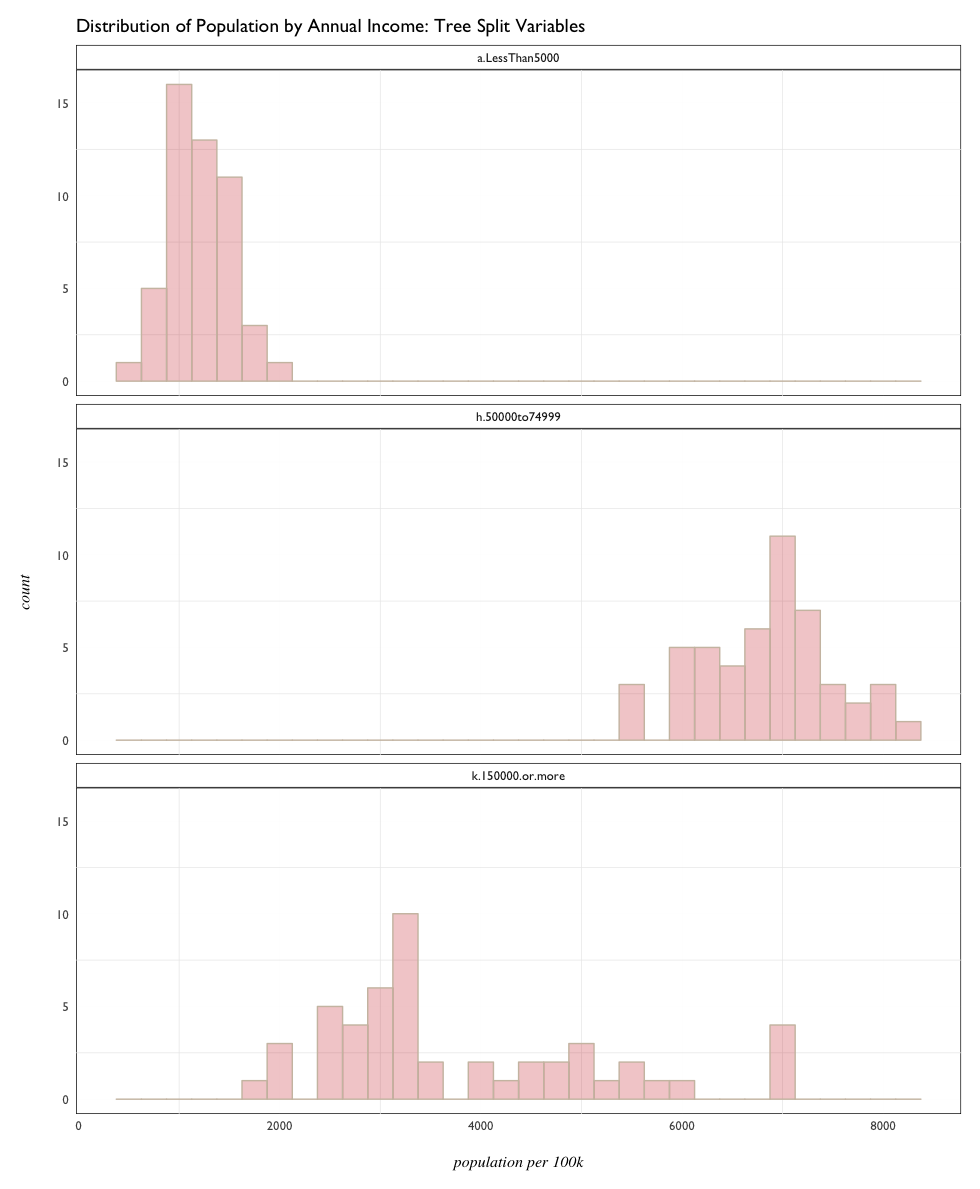 Distribution of Population by Annual Income: Tree Split Variables
a.LessThan5000
15
10
5
0
h.50000to74999
15
10
5
0
count
k.150000.or.more
15
10
5
0
0 2000 4000 6000 8000
population per 100k